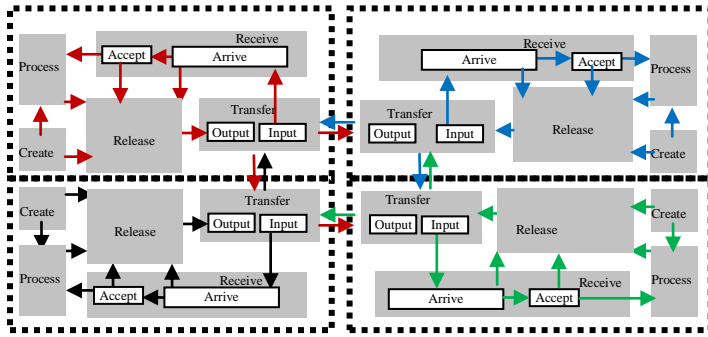 Receive
Accept
Arrive
Process
Transfer
Output
Input
Release
Create
Receive
Arrive
Accept
Process
Transfer
Output
Input
Release
Create
Transfer
Output
Input
Create
Release
Process
Receive
Accept
Arrive
Transfer
Output
Input
Create
Release
Process
Receive
Arrive
Accept